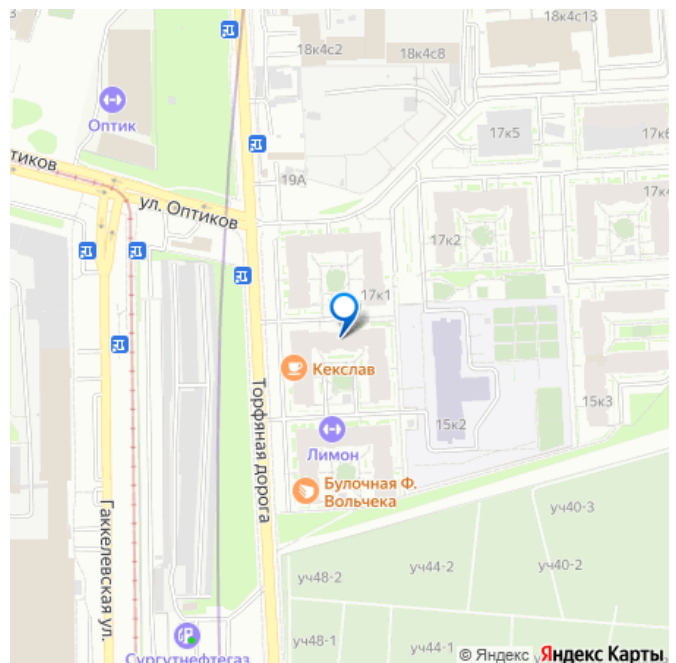 18к4с13
18к4с2
18к4с8
Оптик
17к5
17к6
19А
тиков
ул. Оптиков
17к4
17к2
17к1
Кекслав
Торфяная дорога
15к3
15к2
Лимон
Булочная Ф.
Вольчека
Гаккелевская ул.
уч40-3
уч48-2
уч44-2
уч40-2
уч48-1
уч44-1
Сургутнефтегаз
© Яндекс
Яндекс Карты